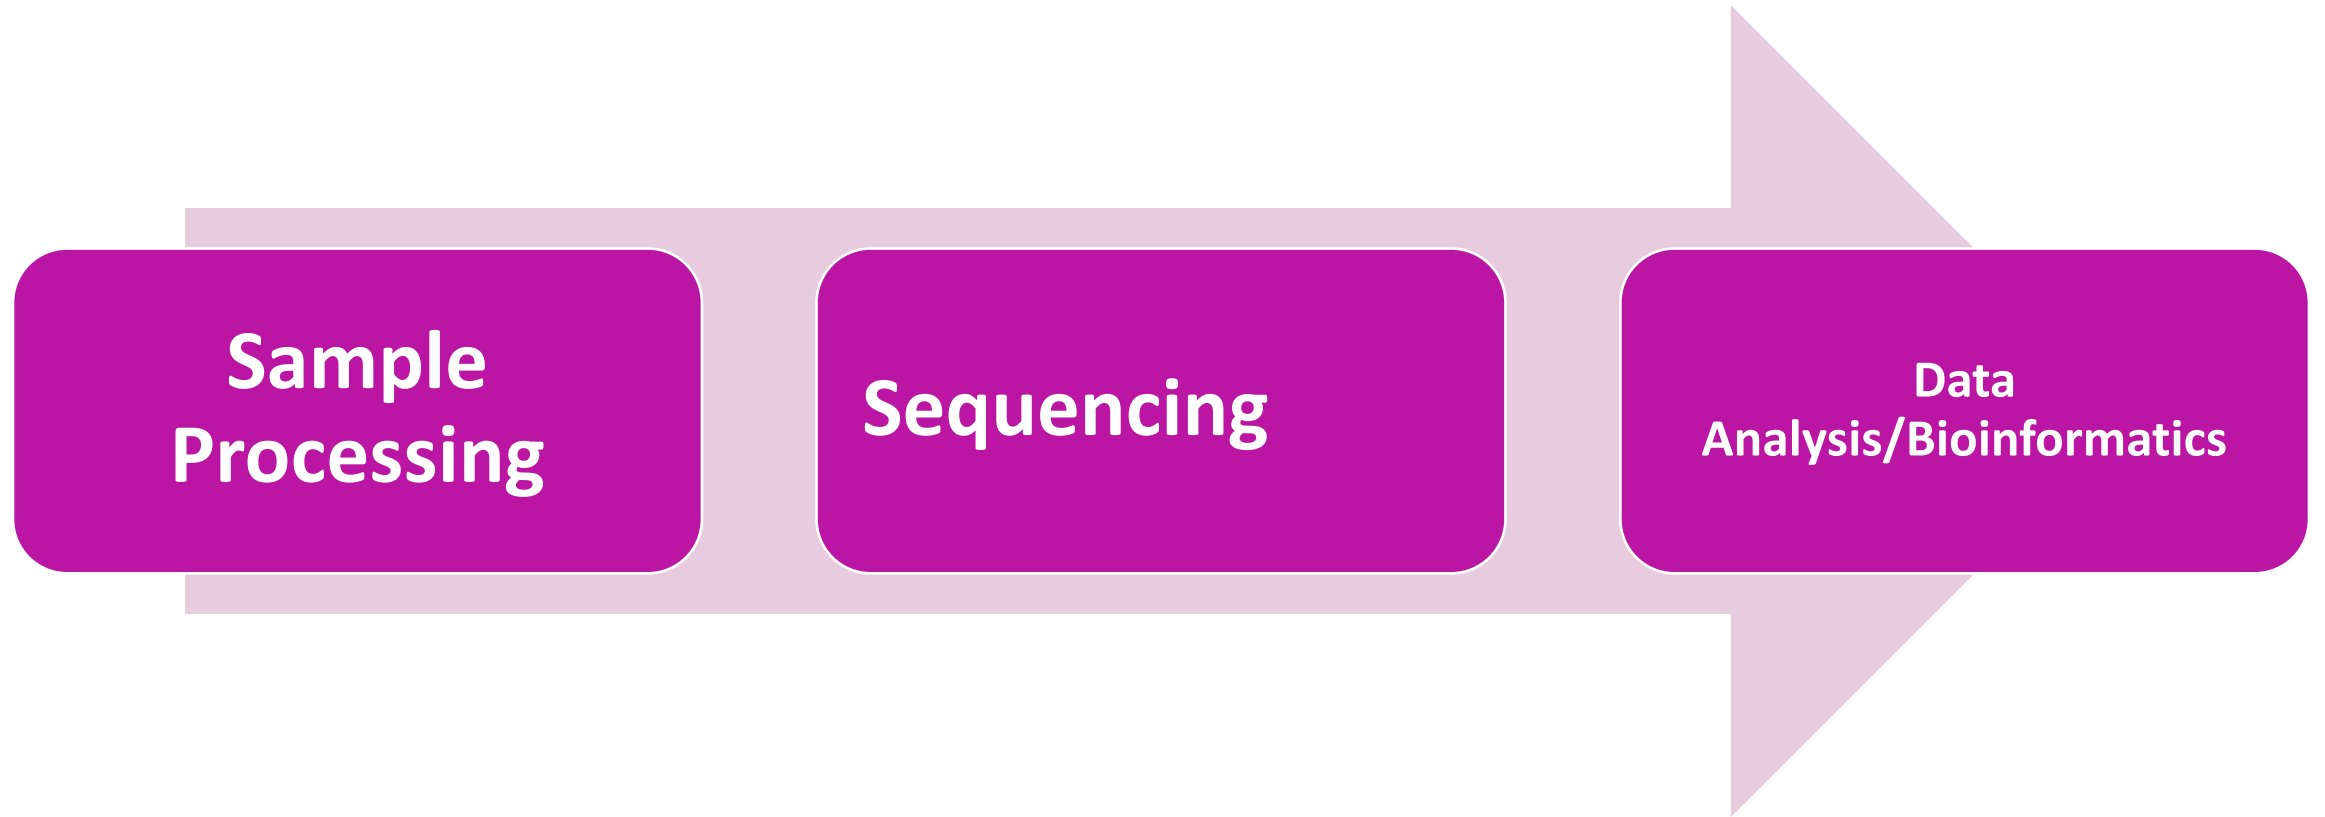 Sample
Processing
Sequencing
Data
Analysis/Bioinformatics